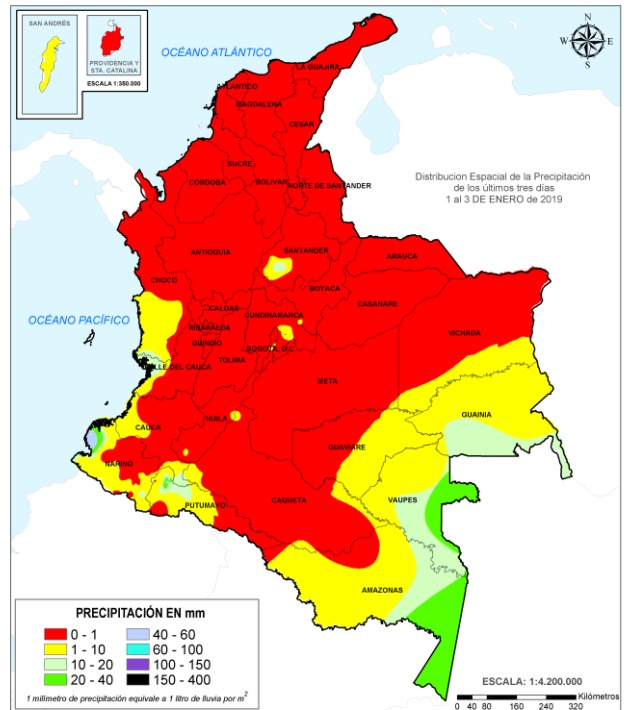 SAN ANDRÉS
PROVIDENCIA Y
STA. CATALINA
ESCALA 1:350.000
OCÉANO ATLÁNTICO
N
W E
S
LA GUAJIRA
ATLANTICO
MAGDALENA
CESAR
SUCRE
CORDOBA
BOLIVAR
NORTE DE SANTANDER
Distribucion Espacial de la Precipitación
de los últimos tres días
1 al 3 DE ENERO de 2019
ANTIOQUIA
SANTANDER
ARAUCA
CHOCO
BOYACA
CASANARE
CALDAS
CUNDINAMARCA
OCÉANO PACÍFICO
RISARALDA
VICHADA
QUINDIO
BOGOTA, D.C.
TOLIMA
VALLE DEL CAUCA
META
GUAINIA
HUILA
CAUCA
GUAVIARE
NARIÑO
CAQUETA
VAUPES
PUTUMAYO
AMAZONAS
PRECIPITACIÓN EN mm
0 - 1 40 - 60
1 - 10 60 - 100
10 - 20 100 - 150
20 - 40 150 - 400
1 milimetro de precipitación equivale a 1 litro de lluvia por m²
ESCALA: 1:4.200.000
Kilómetros
0 40 80 160 240 320